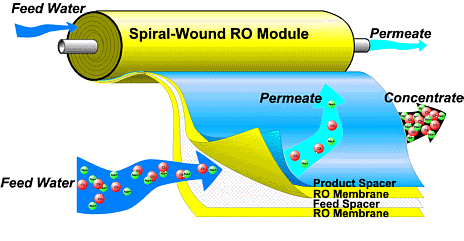 Feed Water
Spiral-Wound RO Module
Permeate
Permeate
Concentrate
Feed Water
Product Spacer
RO Membrane
Feed Spacer
RO Membrane